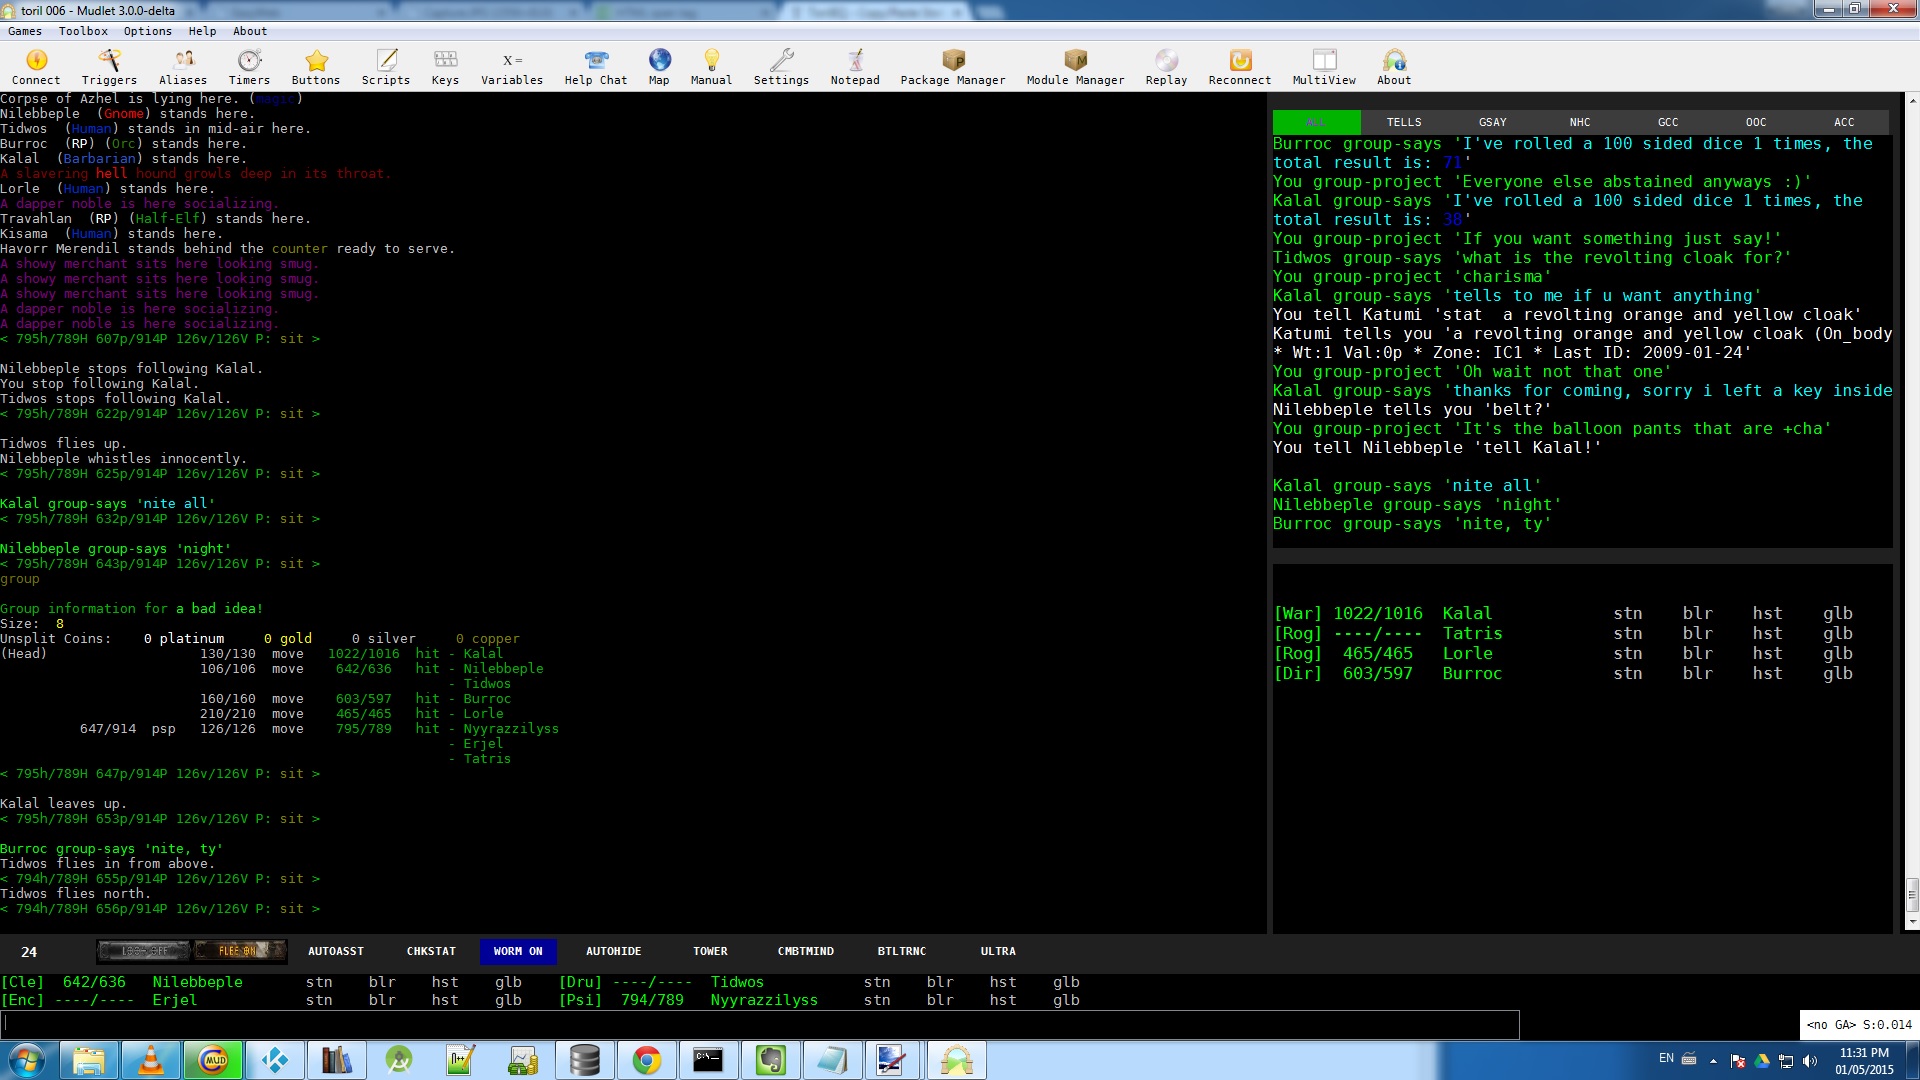 toril 006 - Mudlet 3.0.0-delta
Games Toolbox Options Help About
Connect Triggers Aliases Timers Buttons Scripts Keys Variables Help Chat Map Manual Settings Notepad Package Manager Module Manager Replay Reconnect MultiView About
Corpse of Azhel is lying here. (magic)
Nilebbeple (Gnome) stands here.
Tidwos (Human) stands in mid-air here.
Burroc (RP) (Orc) stands here.
Kalal (Barbarian) stands here.
A slavering hell hound growls deep in its throat.
Lorle (Human) stands here.
A dapper noble is here socializing.
Travahlan (RP) (Half-Elf) stands here.
Kisama (Human) stands here.
Havorr Merendil stands behind the counter ready to serve.
A showy merchant sits here looking smug.
A showy merchant sits here looking smug.
A showy merchant sits here looking smug.
A dapper noble is here socializing.
A dapper noble is here socializing.
< 795h/789H 607p/914P 126v/126V P: sit >
Nilebbeple stops following Kalal.
You stop following Kalal.
Tidwos stops following Kalal.
< 795h/789H 622p/914P 126v/126V P: sit >
Tidwos flies up.
Nilebbeple whistles innocently.
< 795h/789H 625p/914P 126v/126V P: sit >
Kalal group-says 'nite all'
< 795h/789H 632p/914P 126v/126V P: sit >
Nilebbeple group-says 'night'
< 795h/789H 643p/914P 126v/126V P: sit >
group
Group information for a bad idea!
Size: 8
Unsplit Coins: 0 platinum 0 gold 0 silver 0 copper
(Head) 130/130 move 1022/1016 hit - Kalal
106/106 move 642/636 hit - Nilebbeple
- Tidwos
160/160 move 603/597 hit - Burroc
210/210 move 465/465 hit - Lorle
647/914 psp 126/126 move 795/789 hit - Nyyrazzilyss
- Erjel
- Tatris
< 795h/789H 647p/914P 126v/126V P: sit >
Kalal leaves up.
< 795h/789H 653p/914P 126v/126V P: sit >
Burroc group-says 'nite, ty'
Tidwos flies in from above.
< 794h/789H 655p/914P 126v/126V P: sit >
Tidwos flies north.
< 794h/789H 656p/914P 126v/126V P: sit >
ALL TELLS GSAY NHC GCC OOC ACC
Burroc group-says 'I've rolled a 100 sided dice 1 times, the
total result is: 71'
You group-project 'Everyone else abstained anyways :)'
Kalal group-says 'I've rolled a 100 sided dice 1 times, the
total result is: 38'
You group-project 'If you want something just say!'
Tidwos group-says 'what is the revolting cloak for?'
You group-project 'charisma'
Kalal group-says 'tells to me if u want anything'
You tell Katumi 'stat  a revolting orange and yellow cloak'
Katumi tells you 'a revolting orange and yellow cloak (On_body
* Wt:1 Val:0p * Zone: IC1 * Last ID: 2009-01-24'
You group-project 'Oh wait not that one'
Kalal group-says 'thanks for coming, sorry i left a key inside
Nilebbeple tells you 'belt?'
You group-project 'It's the balloon pants that are +cha'
You tell Nilebbeple 'tell Kalal!'
Kalal group-says 'nite all'
Nilebbeple group-says 'night'
Burroc group-says 'nite, ty'
[War] 1022/1016 Kalal stn blr hst glb
[Rog] ----/---- Tatris stn blr hst glb
[Rog] 465/465 Lorle stn blr hst glb
[Dir] 603/597 Burroc stn blr hst glb
24 FLEE ON AUTOASST CHKSTAT WORM ON AUTOHIDE TOWER CMBTMIND BTLTRNC ULTRA
[Cle] 642/636 Nilebbeple stn blr hst glb [Dru] ----/---- Tidwos stn blr hst glb
[Enc] ----/---- Erjel stn blr hst glb [Psi] 794/789 Nyyrazzilyss stn blr hst glb
<no GA> S:0.014
MUD
EN
11:31 PM
01/05/2015